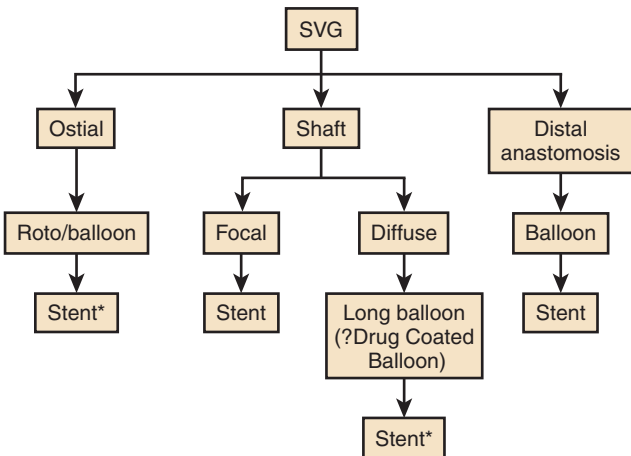 SVG
Ostial
Shaft
Distal
anastomosis
Roto/balloon
Focal
Diffuse
Balloon
Stent*
Stent
Long balloon
(?Drug Coated
Balloon)
Stent
Stent*